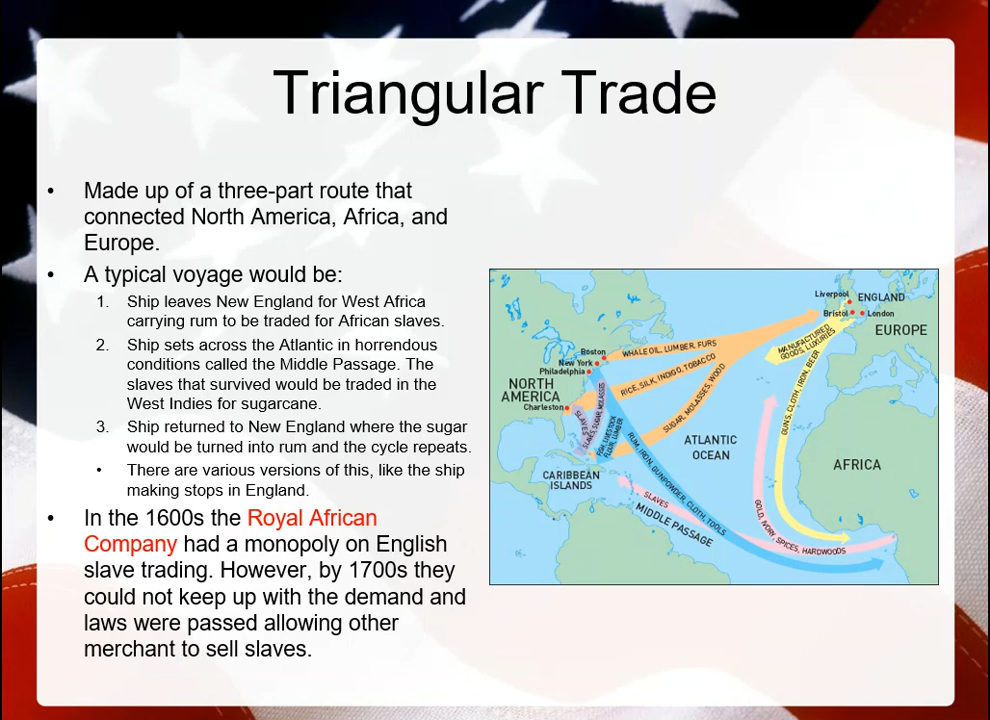 Triangular Trade
• Made up of a three-part route that
connected North America, Africa, and
Europe.
• A typical voyage would be:
1. Ship leaves New England for West Africa
carrying rum to be traded for African slaves.
2. Ship sets across the Atlantic in horrendous
conditions called the Middle Passage. The
slaves that survived would be traded in the
West Indies for sugarcane.
3. Ship returned to New England where the sugar
would be turned into rum and the cycle repeats.
• There are various versions of this, like the ship
making stops in England.
• In the 1600s the Royal African
Company had a monopoly on English
slave trading. However, by 1700s they
could not keep up with the demand and
laws were passed allowing other
merchant to sell slaves.
Liverpool
ENGLAND
Bristol
London
EUROPE
MANUFACTURED
GOODS, LUXURIES
Boston
New York
Philadelphia
WHALE OIL, LUMBER, FURS
NORTH
AMERICA
Charleston
RICE, SILK, INDIGO, TOBACCO
SUGAR, MOLASSES, WOOD
SLAVES
SLAVES, SUGAR, MOLASSES
FISH, LIVESTOCK
FLOUR, LUMBER
RUM, IRON, GUNPOWDER, CLOTH, TOOLS
GUNS, CLOTH, IRON, BEER
ATLANTIC
OCEAN
AFRICA
CARIBBEAN
ISLANDS
SLAVES
MIDDLE PASSAGE
GOLD, IVORY, SPICES, HARDWOODS